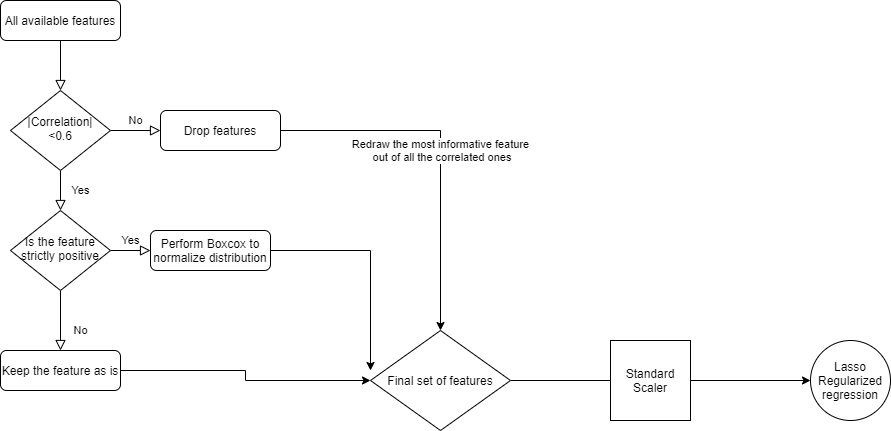 All available features
|Correlation|
<0.6
No
Drop features
Redraw the most informative feature
out of all the correlated ones
Yes
Is the feature
strictly positive
Yes
Perform Boxcox to
normalize distribution
No
Keep the feature as is
Final set of features
Standard
Scaler
Lasso
Regularized
regression